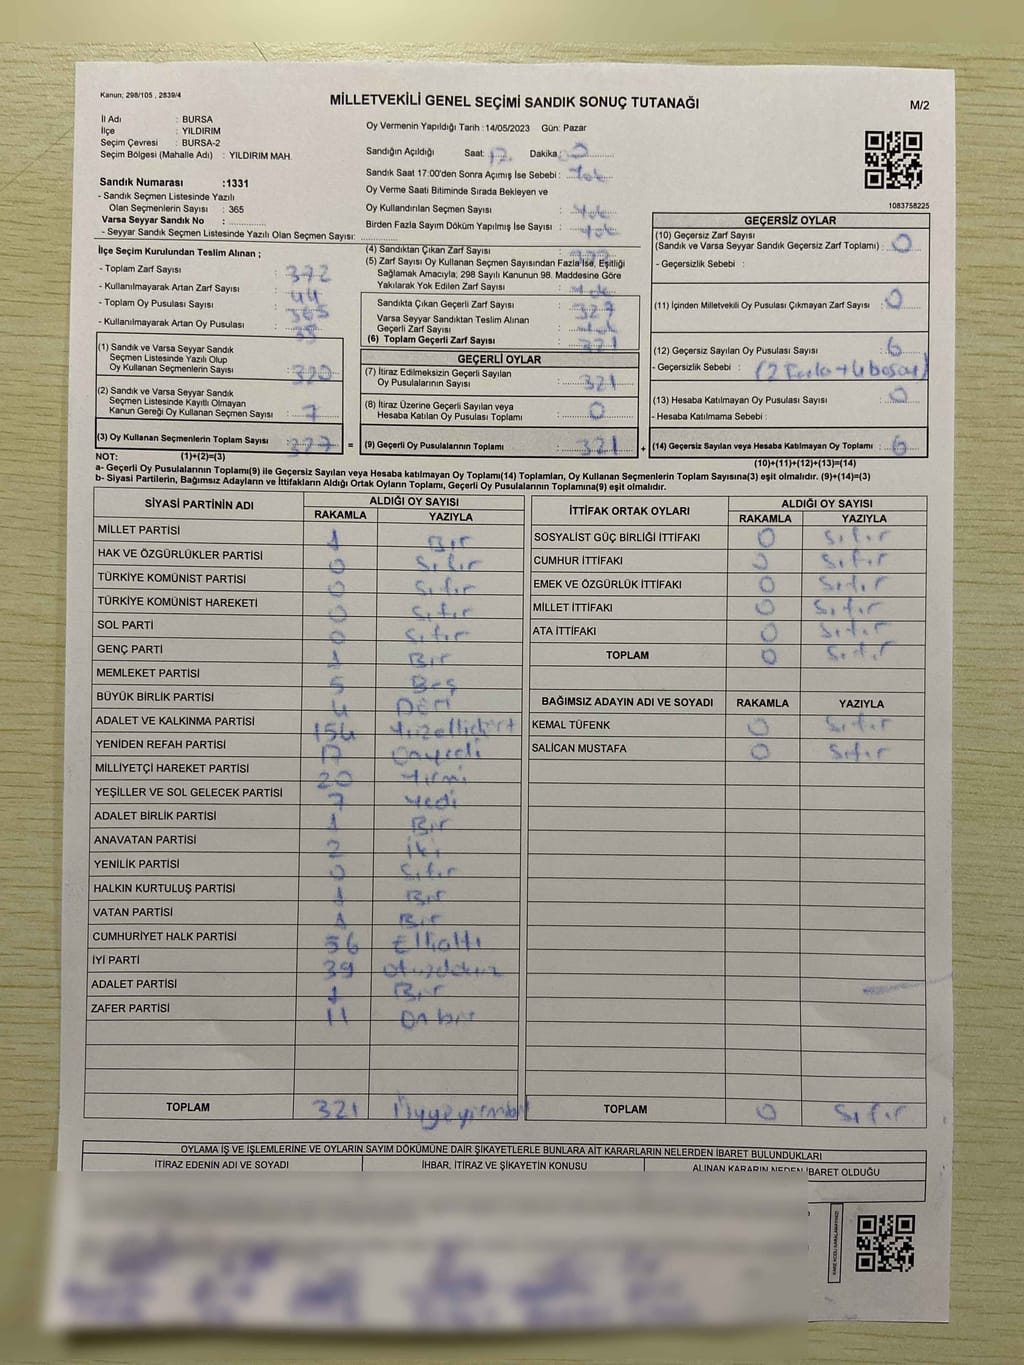 Kanun; 298/105 , 2839/4
MİLLETVEKİLİ GENEL SEÇİMİ SANDIK SONUÇ TUTANAĞI
M/2
İl Adı : BURSA
İlçe : YILDIRIM
Seçim Çevresi : BURSA-2
Seçim Bölgesi (Mahalle Adı) : YILDIRIM MAH.
Oy Vermenin Yapıldığı Tarih :14/05/2023 Gün: Pazar
Sandığın Açıldığı Saat: 17 Dakika: 0
Sandık Saat 17:00'den Sonra Açımış İse Sebebi : Yok
Oy Verme Saati Bitiminde Sırada Bekleyen ve
Oy Kullandırılan Seçmen Sayısı : Yok
Birden Fazla Sayım Döküm Yapılmış İse Sayısı : Yok
1083758225
Sandık Numarası :1331
- Sandık Seçmen Listesinde Yazılı
Olan Seçmenlerin Sayısı : 365
Varsa Seyyar Sandık No :
- Seyyar Sandık Seçmen Listesinde Yazılı Olan Seçmen Sayısı:
İlçe Seçim Kurulundan Teslim Alınan ;
- Toplam Zarf Sayısı : 372
- Kullanılmayarak Artan Zarf Sayısı : 44
- Toplam Oy Pusulası Sayısı : 365
- Kullanılmayarak Artan Oy Pusulası : 38
(1) Sandık ve Varsa Seyyar Sandık
Seçmen Listesinde Yazılı Olup
Oy Kullanan Seçmenlerin Sayısı : 320
(2) Sandık ve Varsa Seyyar Sandık
Seçmen Listesinde Kayıtlı Olmayan
Kanun Gereği Oy Kullanan Seçmen Sayısı : 7
(3) Oy Kullanan Seçmenlerin Toplam Sayısı : 327
(4) Sandıktan Çıkan Zarf Sayısı : 327
(5) Zarf Sayısı Oy Kullanan Seçmen Sayısından Fazla İse, Eşitliği
Sağlamak Amacıyla; 298 Sayılı Kanunun 98. Maddesine Göre
Yakılarak Yok Edilen Zarf Sayısı : Yok
Sandıkta Çıkan Geçerli Zarf Sayısı : 327
Varsa Seyyar Sandıktan Teslim Alınan
Geçerli Zarf Sayısı : Yok
(6) Toplam Geçerli Zarf Sayısı : 321
GEÇERLİ OYLAR
(7) İtiraz Edilmeksizin Geçerli Sayılan
Oy Pusulalarının Sayısı : 321
(8) İtiraz Üzerine Geçerli Sayılan veya
Hesaba Katılan Oy Pusulaları Toplamı : 0
= (9) Geçerli Oy Pusulalarının Toplamı : 321 +
GEÇERSİZ OYLAR
(10) Geçersiz Zarf Sayısı
(Sandık ve Varsa Seyyar Sandık Geçersiz Zarf Toplamı) : 0
- Geçersizlik Sebebi :
(11) İçinden Milletvekili Oy Pusulası Çıkmayan Zarf Sayısı : 0
(12) Geçersiz Sayılan Oy Pusulası Sayısı : 6
- Geçersizlik Sebebi : (2 Fazla + 4 boşay)
(13) Hesaba Katılmayan Oy Pusulası Sayısı : 0
- Hesaba Katılmama Sebebi :
(14) Geçersiz Sayılan veya Hesaba Katılmayan Oy Toplamı : 6
NOT: (1)+(2)=(3)
(10)+(11)+(12)+(13)=(14)
a- Geçerli Oy Pusulalarının Toplamı(9) ile Geçersiz Sayılan veya Hesaba katılmayan Oy Toplamı(14) Toplamları, Oy Kullanan Seçmenlerin Toplam Sayısına(3) eşit olmalıdır. (9)+(14)=(3)
b- Siyasi Partilerin, Bağımsız Adayların ve İttifakların Aldığı Ortak Oyların Toplamı, Geçerli Oy Pusulalarının Toplamına(9) eşit olmalıdır.
SİYASİ PARTİNİN ADI ALDIĞI OY SAYISI
RAKAMLA YAZIYLA
MİLLET PARTİSİ 1 Bir
HAK VE ÖZGÜRLÜKLER PARTİSİ 0 Sıfır
TÜRKİYE KOMÜNİST PARTİSİ 0 Sıfır
TÜRKİYE KOMÜNİST HAREKETİ 0 Sıfır
SOL PARTİ 0 Sıfır
GENÇ PARTİ 1 Bir
MEMLEKET PARTİSİ 5 Beş
BÜYÜK BİRLİK PARTİSİ 4 Dört
ADALET VE KALKINMA PARTİSİ 154 Yüzellidört
YENİDEN REFAH PARTİSİ 17 Onyedi
MİLLİYETÇİ HAREKET PARTİSİ 20 Yirmi
YEŞİLLER VE SOL GELECEK PARTİSİ 7 Yedi
ADALET BİRLİK PARTİSİ 1 Bir
ANAVATAN PARTİSİ 2 İki
YENİLİK PARTİSİ 0 Sıfır
HALKIN KURTULUŞ PARTİSİ 1 Bir
VATAN PARTİSİ 1 Bir
CUMHURİYET HALK PARTİSİ 56 Ellialtı
İYİ PARTİ 39 Otuzdokuz
ADALET PARTİSİ 1 Bir
ZAFER PARTİSİ 11 Onbir
TOPLAM 321 Üçyüzyirmibir
İTTİFAK ORTAK OYLARI ALDIĞI OY SAYISI
RAKAMLA YAZIYLA
SOSYALİST GÜÇ BİRLİĞİ İTTİFAKI 0 Sıfır
CUMHUR İTTİFAKI 0 Sıfır
EMEK VE ÖZGÜRLÜK İTTİFAKI 0 Sıfır
MİLLET İTTİFAKI 0 Sıfır
ATA İTTİFAKI 0 Sıfır
TOPLAM 0 Sıfır
BAĞIMSIZ ADAYIN ADI VE SOYADI RAKAMLA YAZIYLA
KEMAL TÜFENK 0 Sıfır
SALİCAN MUSTAFA 0 Sıfır
TOPLAM 0 Sıfır
OYLAMA İŞ VE İŞLEMLERİNE VE OYLARIN SAYIM DÖKÜMÜNE DAİR ŞİKAYETLERLE BUNLARA AİT KARARLARIN NELERDEN İBARET BULUNDUKLARI
İTİRAZ EDENİN ADI VE SOYADI İHBAR, İTİRAZ VE ŞİKAYETİN KONUSU ALINAN KARARIN NEDEN İBARET OLDUĞU
KARE KODU KARALAMAYINIZ!